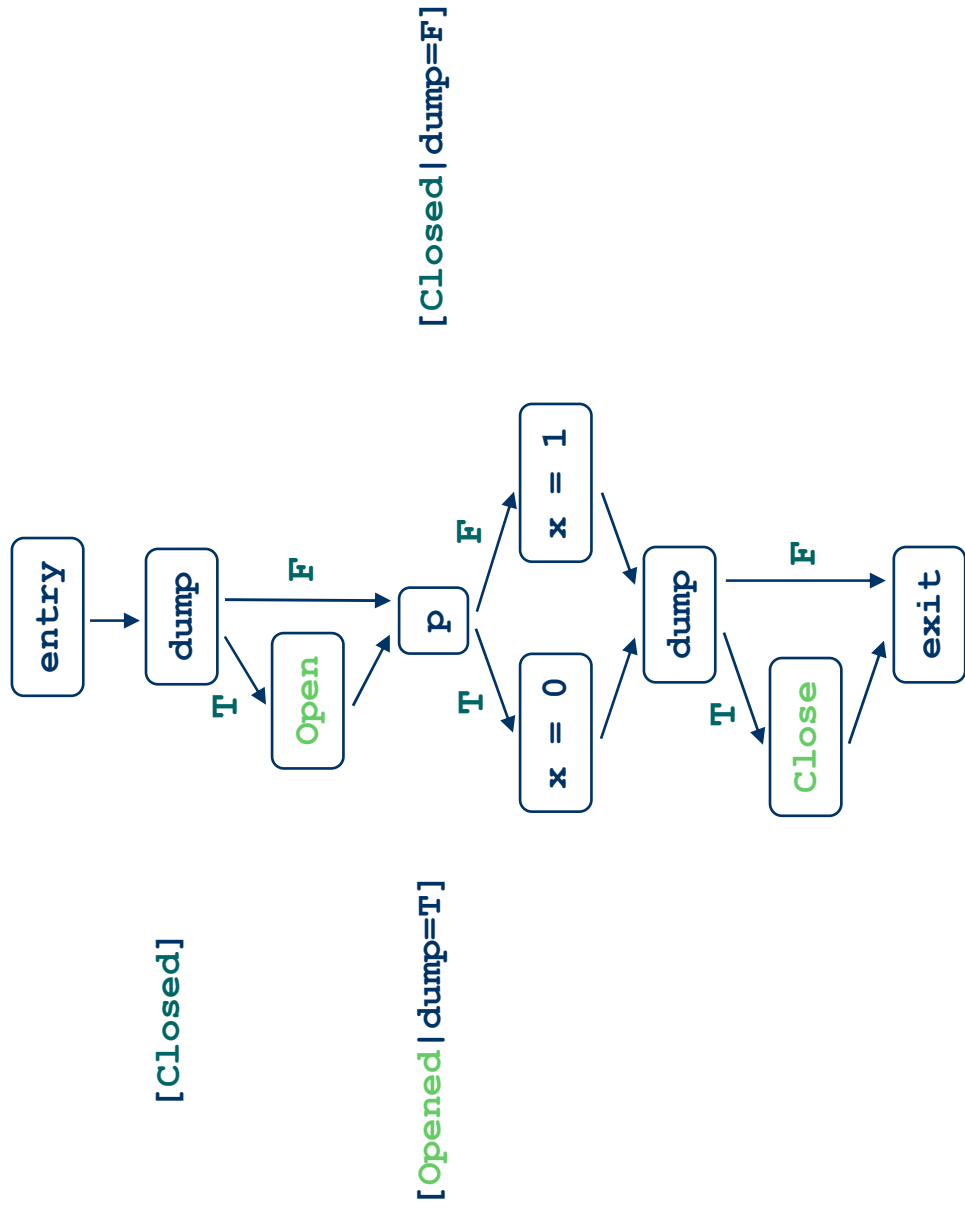 entry
[Closed]
dump
T
F
Open
[Opened|dump=T]
p
[Closed|dump=F]
T
F
x = 0
x = 1
dump
T
F
Close
exit